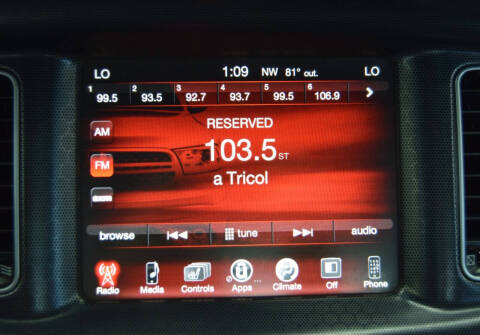 LO 1:09 NW 81° out. LO
1 99.5 2 93.5 3 92.7 4 93.7 5 99.5 6 106.9
RESERVED
AM
103.5 ST
FM
a Tricol
browse tune audio
Radio Media Controls Apps Climate Off Phone